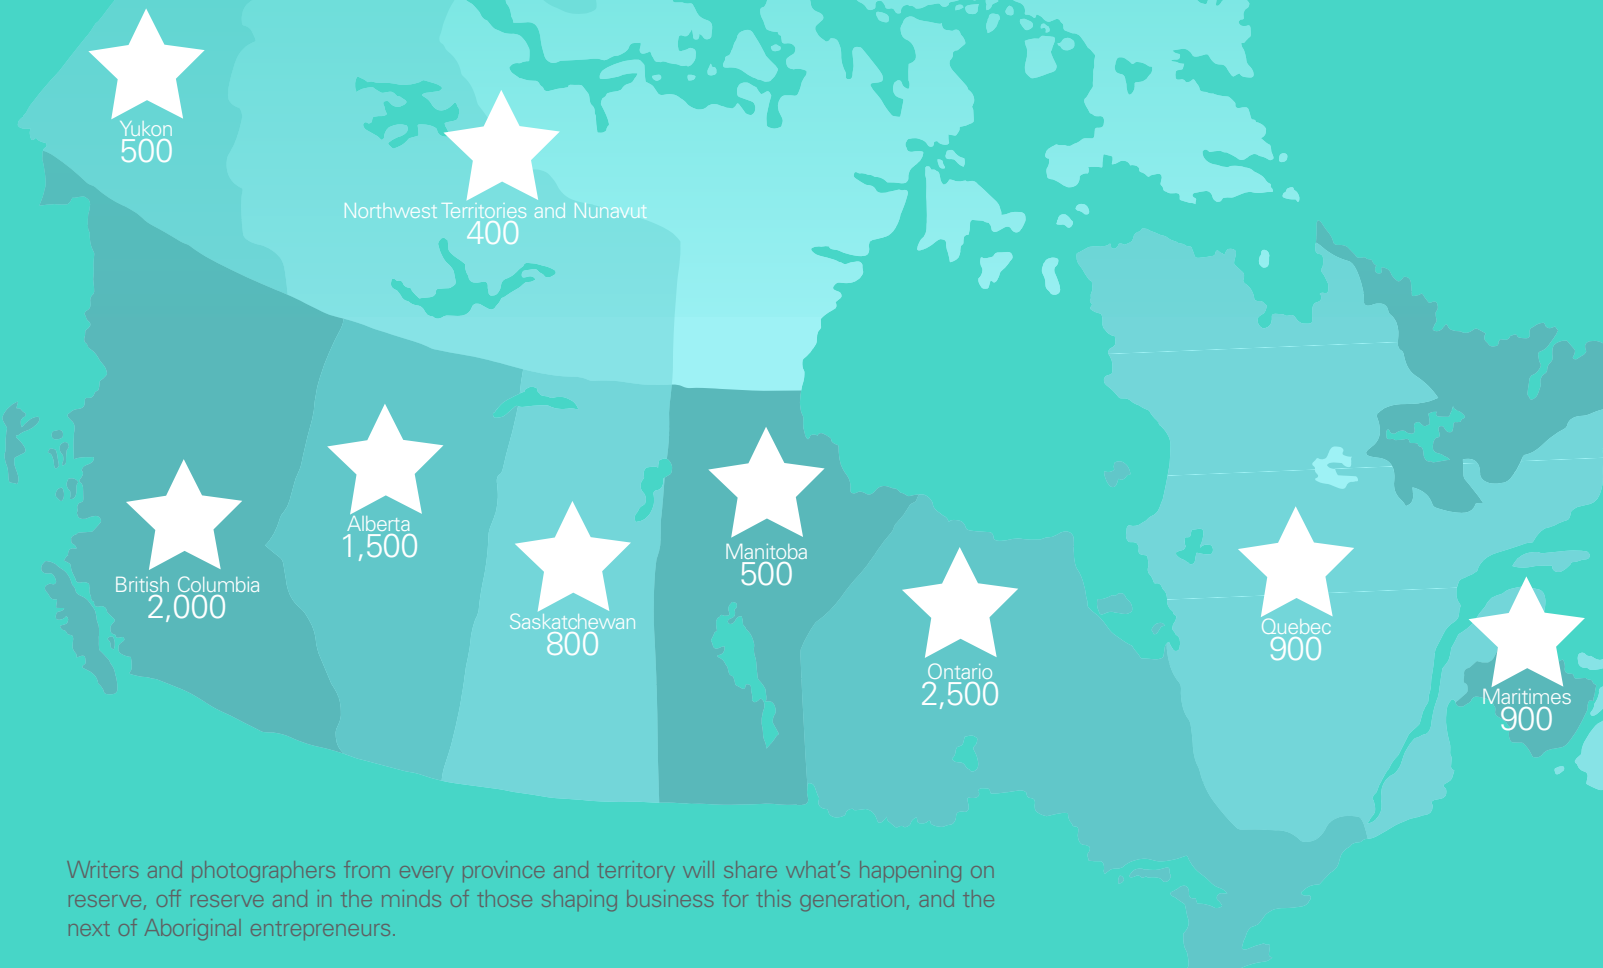 Yukon
500
Northwest Territories and Nunavut
400
Alberta
1,500
British Columbia
2,000
Saskatchewan
800
Manitoba
500
Ontario
2,500
Quebec
900
Maritimes
900
Writers and photographers from every province and territory will share what’s happening on
reserve, off reserve and in the minds of those shaping business for this generation, and the
next of Aboriginal entrepreneurs.